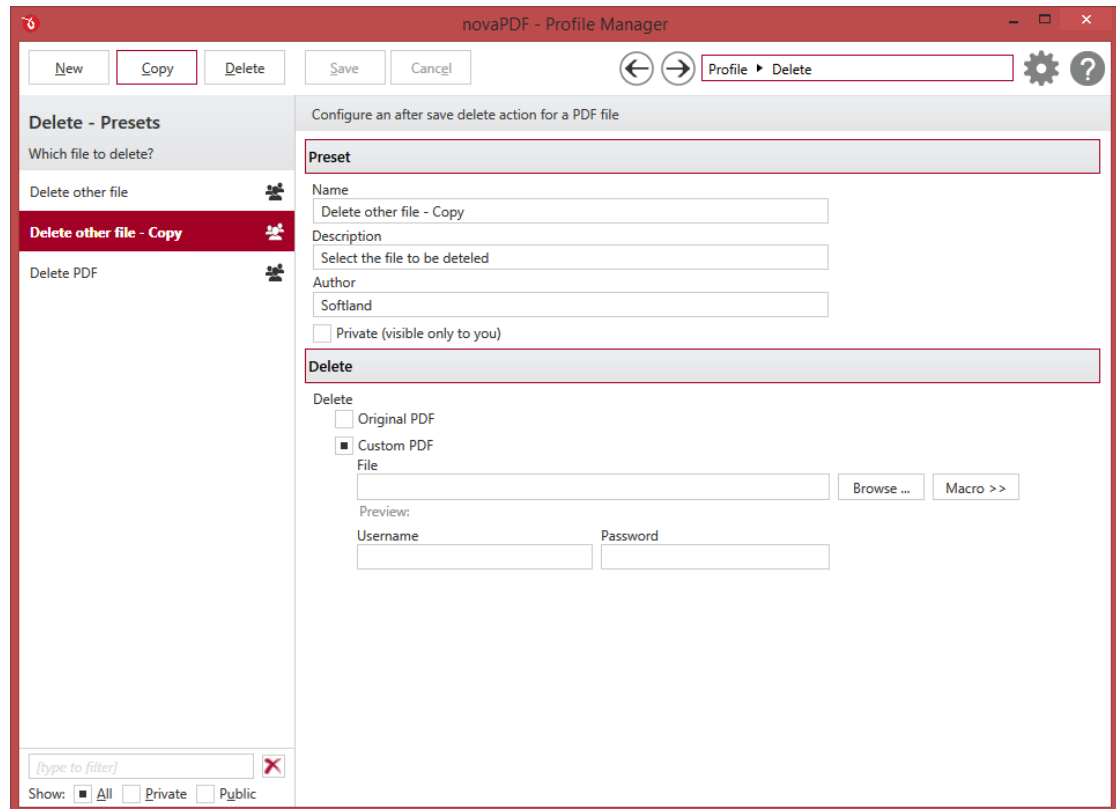 novaPDF - Profile Manager
New Copy Delete Save Cancel Profile Delete
Delete - Presets
Which file to delete?
Delete other file
Delete other file - Copy
Delete PDF
[type to filter]
Show: All Private Public
Configure an after save delete action for a PDF file
Preset
Name
Delete other file - Copy
Description
Select the file to be deteled
Author
Softland
Private (visible only to you)
Delete
Delete
Original PDF
Custom PDF
File
Browse ... Macro >>
Preview:
Username Password